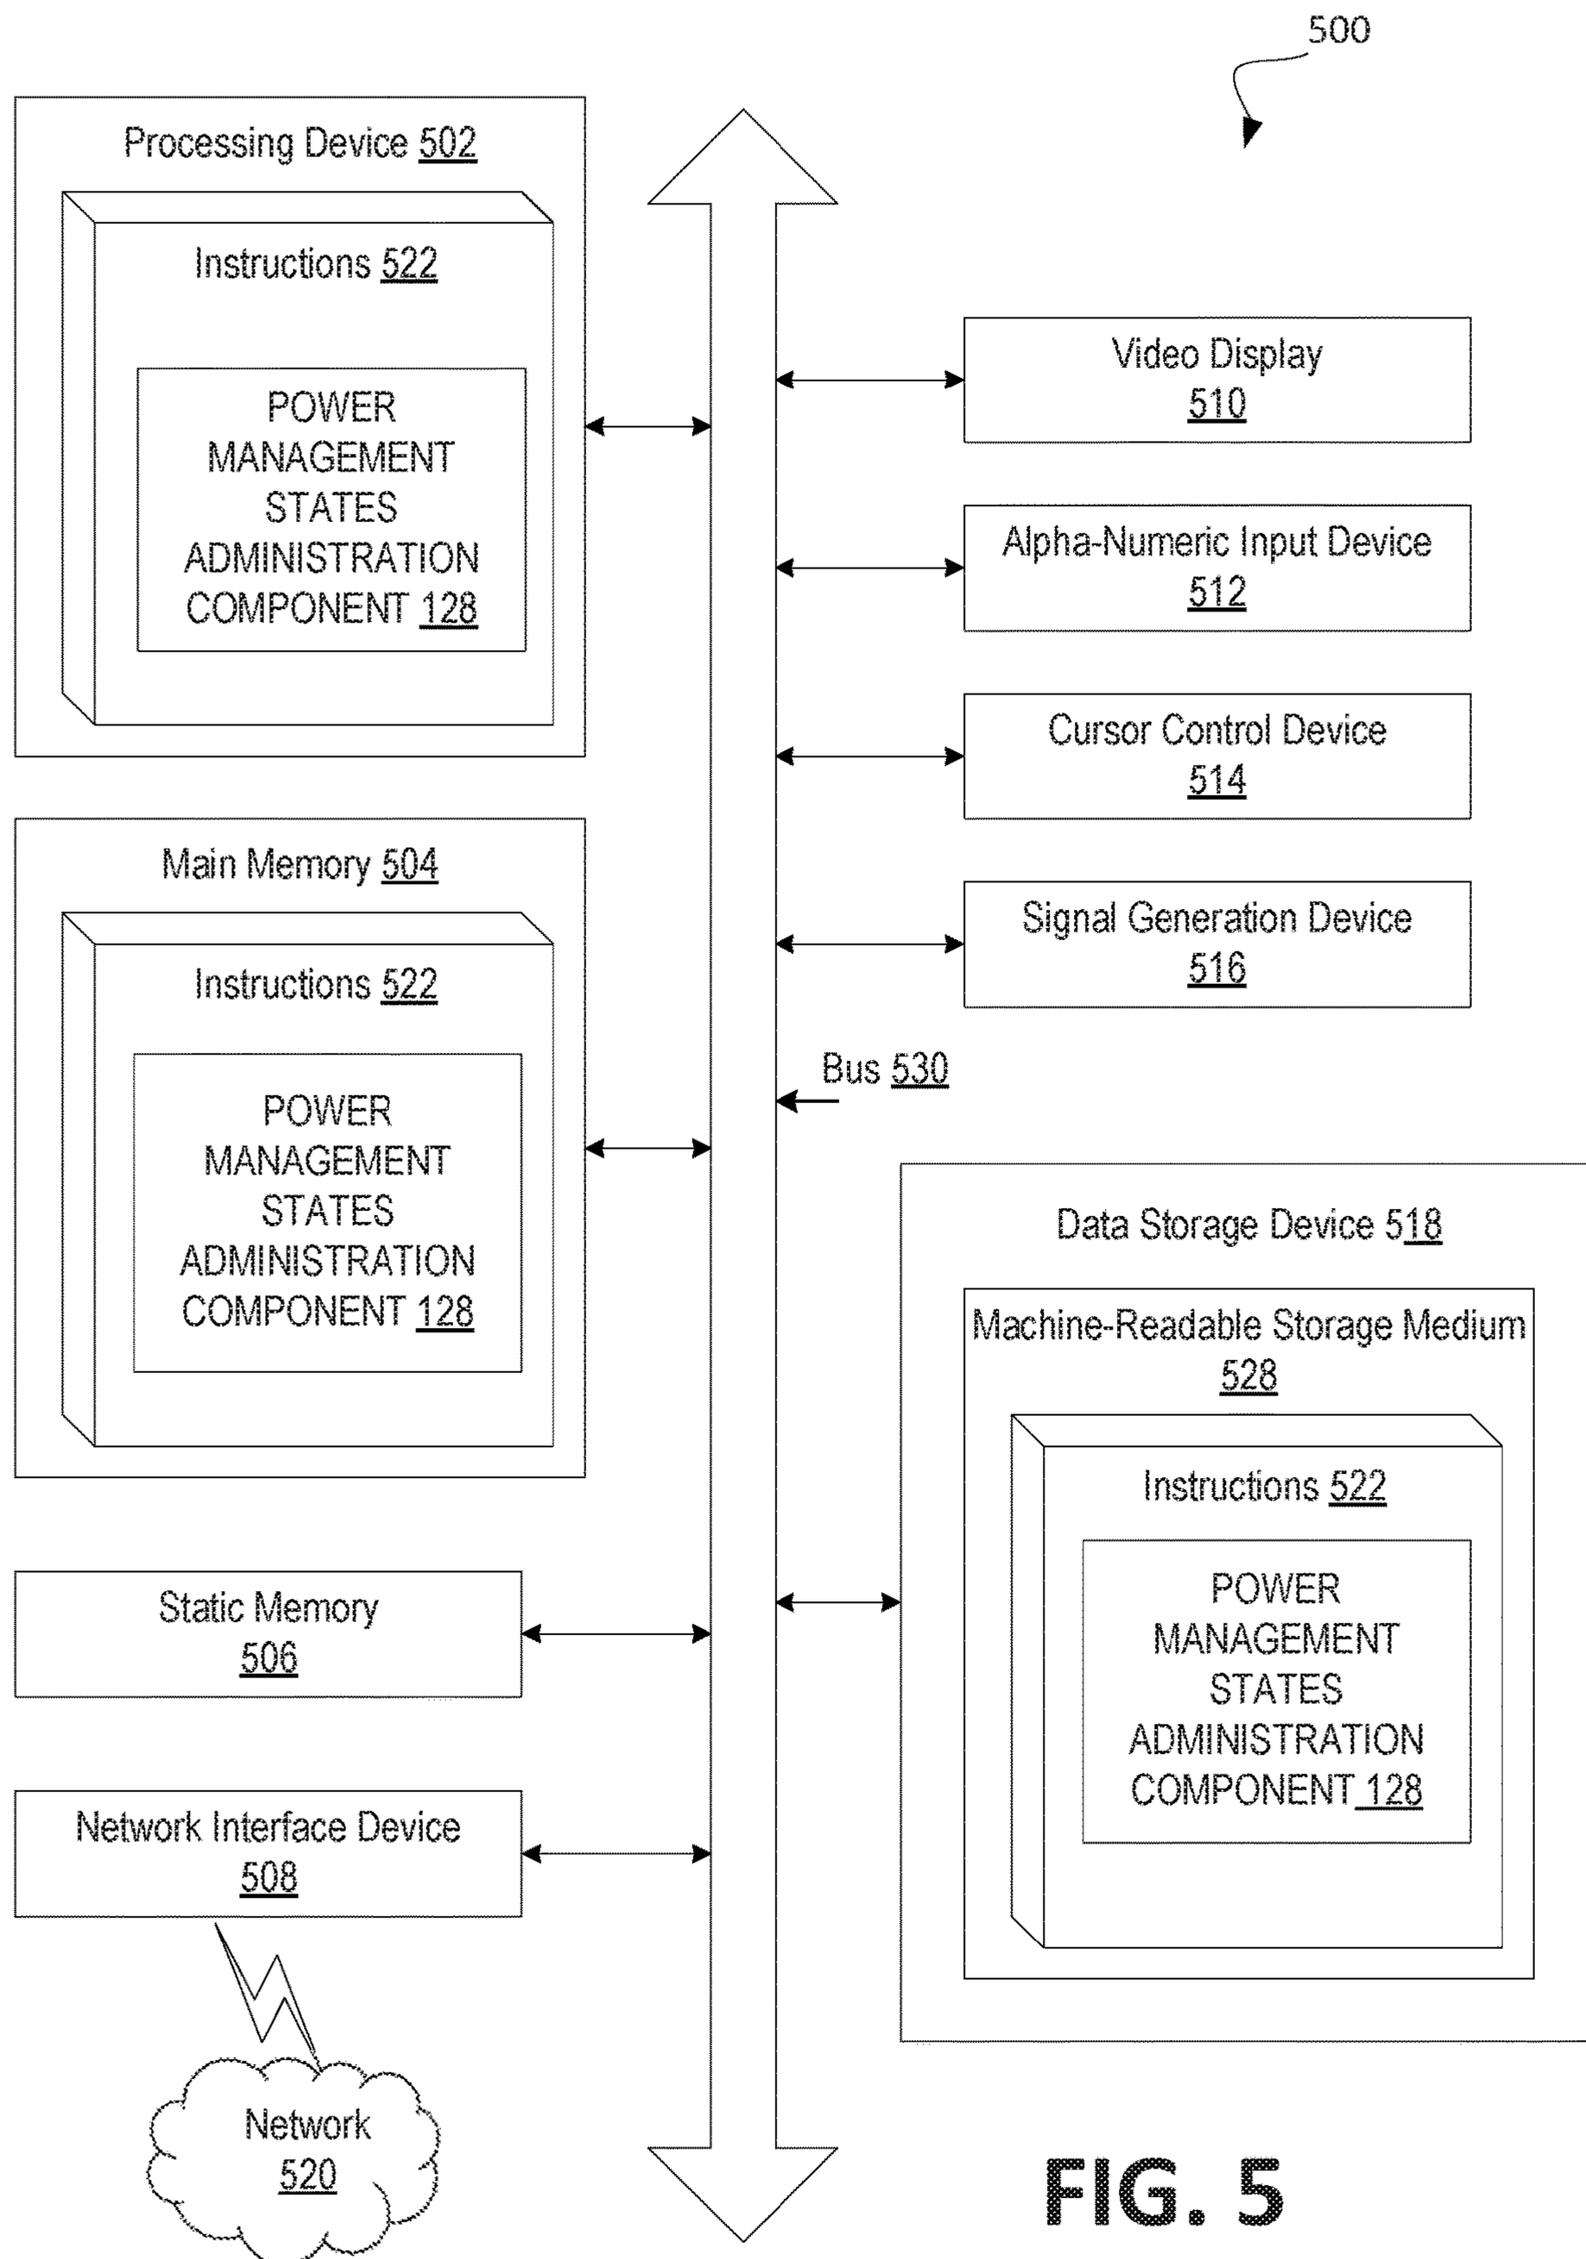 500
Processing Device 502
Instructions 522
POWER
MANAGEMENT
STATES
ADMINISTRATION
COMPONENT 128
Main Memory 504
Instructions 522
POWER
MANAGEMENT
STATES
ADMINISTRATION
COMPONENT 128
Static Memory
506
Network Interface Device
508
Network
520
Video Display
510
Alpha-Numeric Input Device
512
Cursor Control Device
514
Signal Generation Device
516
Bus 530
Data Storage Device 518
Machine-Readable Storage Medium
528
Instructions 522
POWER
MANAGEMENT
STATES
ADMINISTRATION
COMPONENT 128
FIG. 5